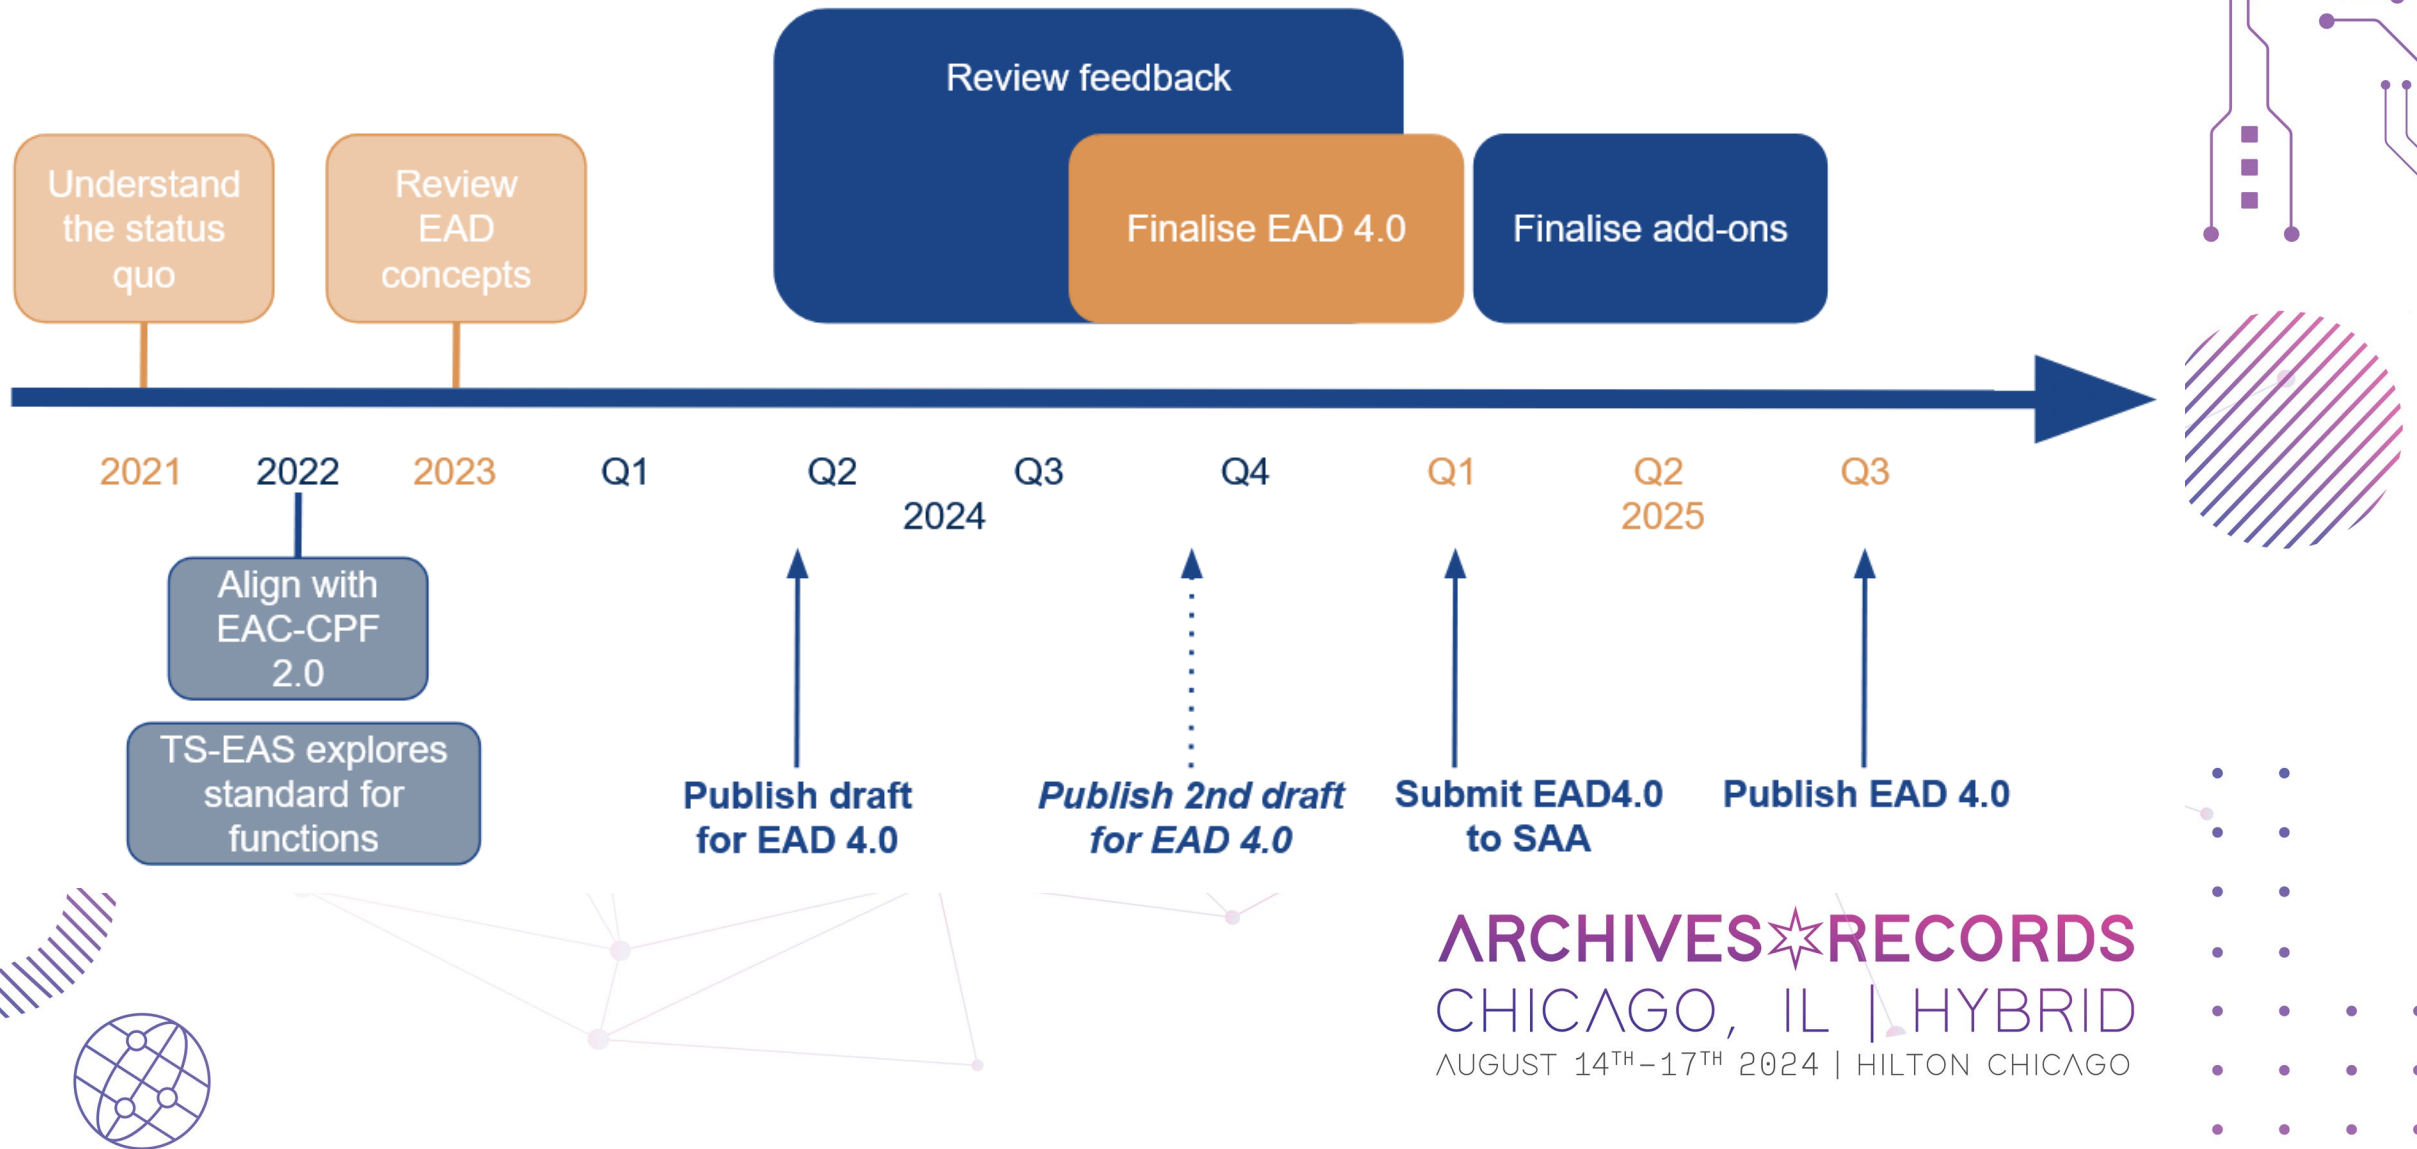 Review feedback
Understand
the status
quo
Review
EAD
concepts
Finalise EAD 4.0
Finalise add-ons
2021
2022
2023
Q1
Q2
Q3
Q4
Q1
Q2
Q3
2024
2025
Align with
EAC-CPF
2.0
TS-EAS explores
standard for
functions
Publish draft
for EAD 4.0
Publish 2nd draft
for EAD 4.0
Submit EAD4.0
to SAA
Publish EAD 4.0
ARCHIVES RECORDS
CHICAGO, IL | HYBRID
AUGUST 14TH-17TH 2024 | HILTON CHICAGO